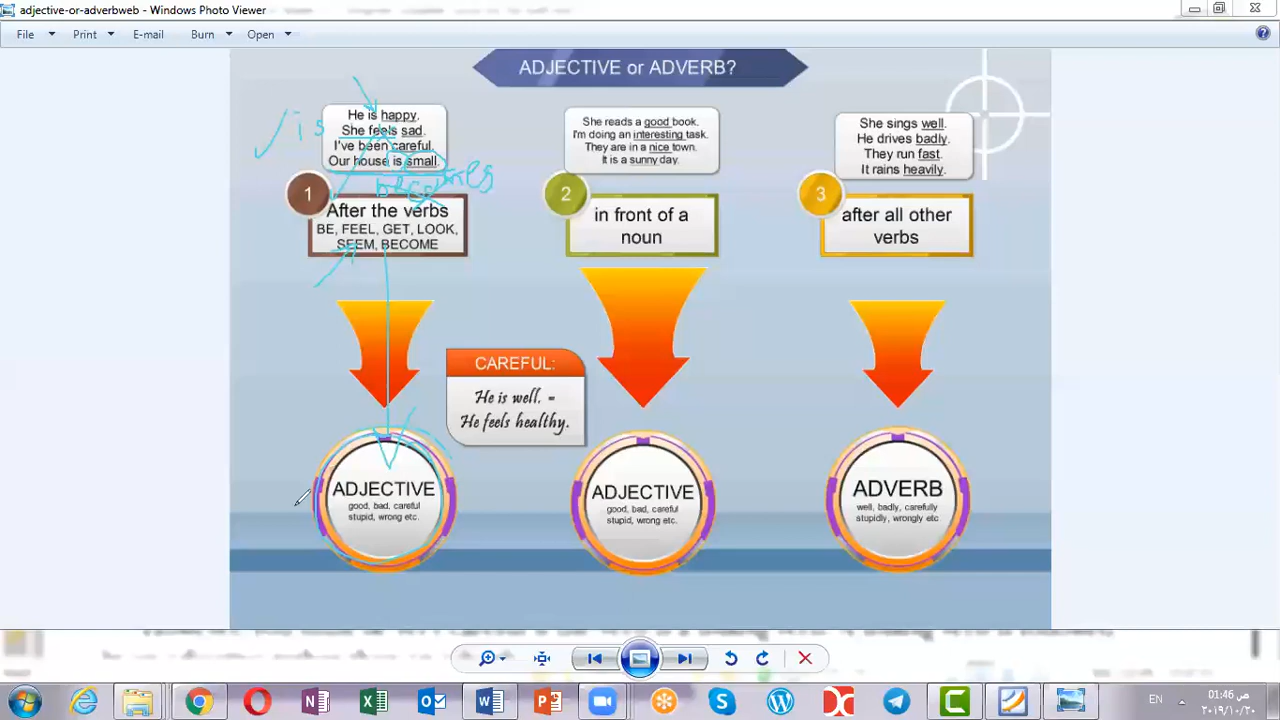 adjective-or-adverbweb - Windows Photo Viewer
File Print E-mail Burn Open
ADJECTIVE or ADVERB?
is
He is happy.
She feels sad.
I've been careful.
Our house is small.
1
After the verbs
BE, FEEL, GET, LOOK,
SEEM, BECOME
She reads a good book.
I'm doing an interesting task.
They are in a nice town.
It is a sunny day.
2
in front of a
noun
She sings well.
He drives badly.
They run fast.
It rains heavily.
3
after all other
verbs
CAREFUL:
He is well. =
He feels healthy.
ADJECTIVE
good, bad, careful
stupid, wrong etc.
ADJECTIVE
good, bad, careful
stupid, wrong etc.
ADVERB
well, badly, carefully
stupidly, wrongly etc
EN
01:46 ص
٢٠١٩/١٠/٢٠